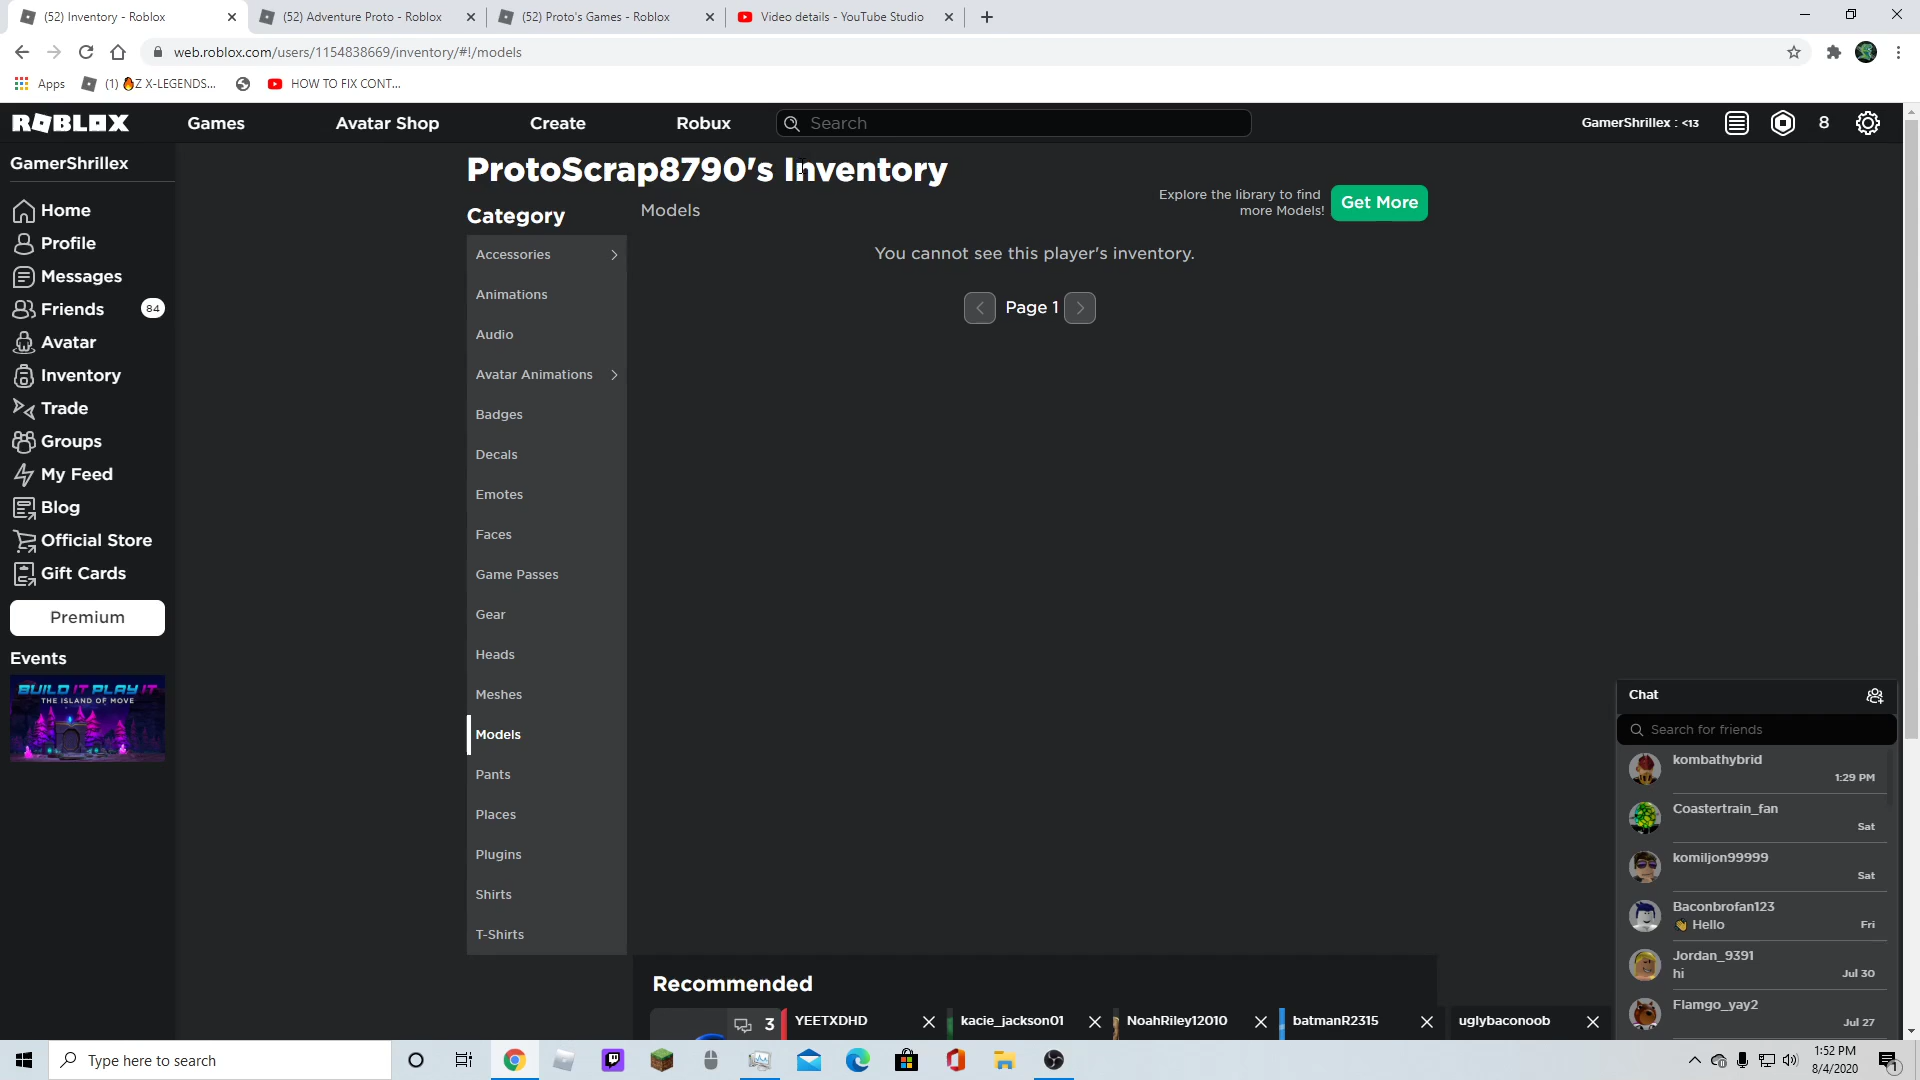 (52) Inventory - Roblox
(52) Adventure Proto - Roblox
(52) Proto's Games - Roblox
Video details - YouTube Studio
web.roblox.com/users/1154838669/inventory/#!/models
Apps
(1) 🔥Z X-LEGENDS...
HOW TO FIX CONT...
ROBLOX
Games
Avatar Shop
Create
Robux
Search
GamerShrillex : <13
8
GamerShrillex
Home
Profile
Messages
Friends
84
Avatar
Inventory
Trade
Groups
My Feed
Blog
Official Store
Gift Cards
Premium
Events
BUILD IT PLAY IT
THE ISLAND OF MOVE
ProtoScrap8790's Inventory
Category
Accessories
Animations
Audio
Avatar Animations
Badges
Decals
Emotes
Faces
Game Passes
Gear
Heads
Meshes
Models
Pants
Places
Plugins
Shirts
T-Shirts
Models
Explore the library to find
more Models!
Get More
You cannot see this player's inventory.
Page 1
Recommended
3
YEETXDHD
kacie_jackson01
NoahRiley12010
batmanR2315
uglybaconoob
Chat
Search for friends
kombathybrid
1:29 PM
Coastertrain_fan
Sat
komiljon99999
Sat
Baconbrofan123
👋 Hello
Fri
Jordan_9391
hi
Jul 30
Flamgo_yay2
Jul 27
Type here to search
1:52 PM
8/4/2020
1